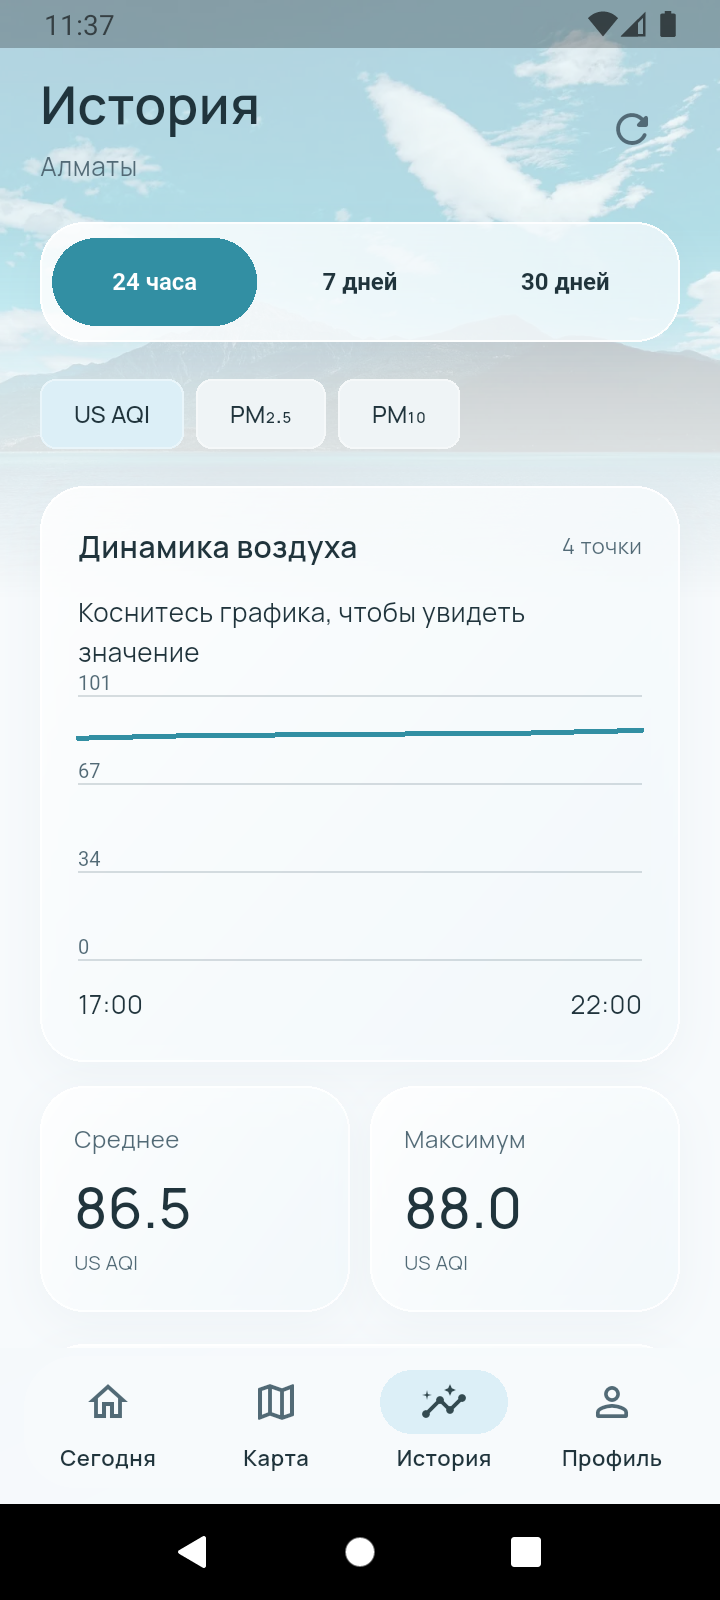 11:37
История
Алматы
24 часа
7 дней
30 дней
US AQI
PM2.5
PM10
Динамика воздуха
4 точки
Коснитесь графика, чтобы увидеть
значение
101
67
34
0
17:00
22:00
Среднее
86.5
US AQI
Максимум
88.0
US AQI
Сегодня
Карта
История
Профиль